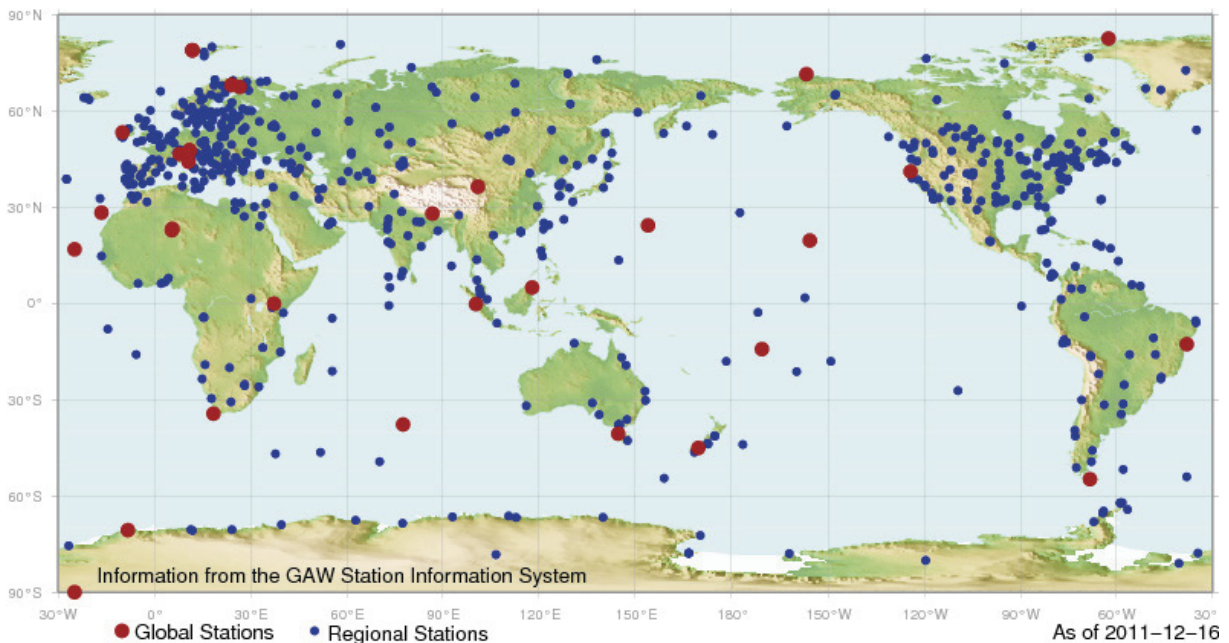 90°N
60°N
30°N
0°
30°S
60°S
90°S
Information from the GAW Station Information System
30°W 0° 30°E 60°E 90°E 120°E 150°E 180° 150°W 120°W 90°W 60°W
Global Stations Regional Stations As of 2011–12–16